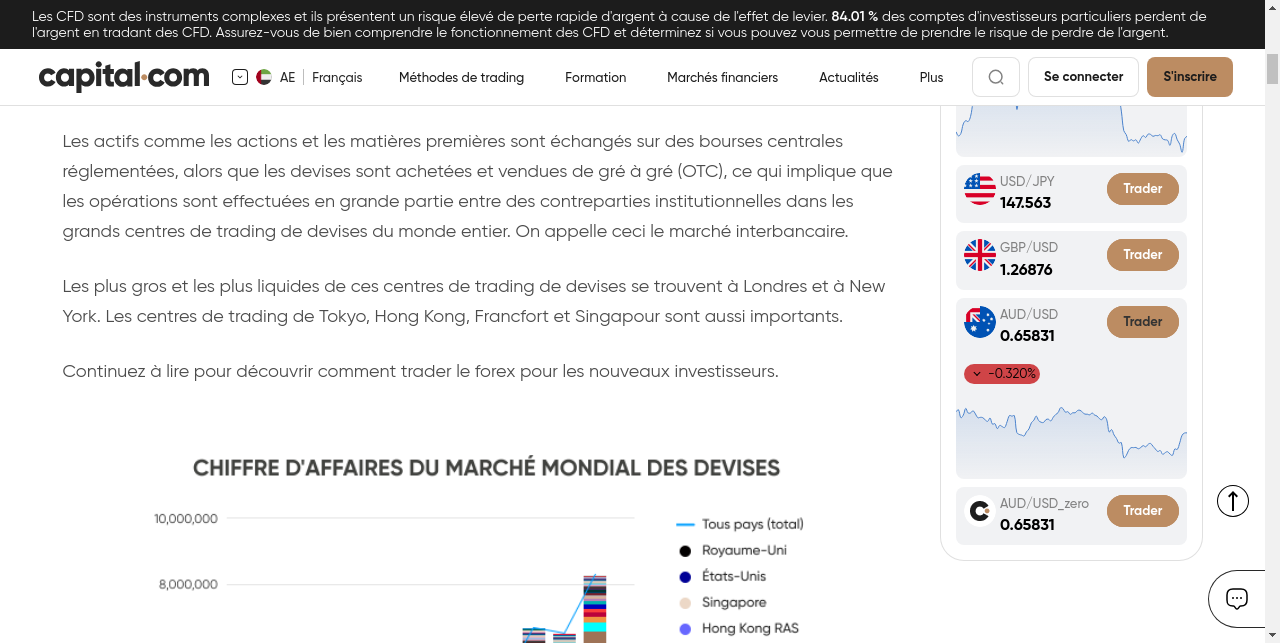 Les CFD sont des instruments complexes et ils présentent un risque élevé de perte rapide d'argent à cause de l'effet de levier. 84.01 % des comptes d'investisseurs particuliers perdent de
l'argent en tradant des CFD. Assurez-vous de bien comprendre le fonctionnement des CFD et déterminez si vous pouvez vous permettre de prendre le risque de perdre de l'argent.
capital.com AE Français Méthodes de trading Formation Marchés financiers Actualités Plus Se connecter S'inscrire
Les actifs comme les actions et les matières premières sont échangés sur des bourses centrales
réglementées, alors que les devises sont achetées et vendues de gré à gré (OTC), ce qui implique que
les opérations sont effectuées en grande partie entre des contreparties institutionnelles dans les
grands centres de trading de devises du monde entier. On appelle ceci le marché interbancaire.
Les plus gros et les plus liquides de ces centres de trading de devises se trouvent à Londres et à New
York. Les centres de trading de Tokyo, Hong Kong, Francfort et Singapour sont aussi importants.
Continuez à lire pour découvrir comment trader le forex pour les nouveaux investisseurs.
CHIFFRE D'AFFAIRES DU MARCHÉ MONDIAL DES DEVISES
10,000,000
8,000,000
Tous pays (total)
Royaume-Uni
États-Unis
Singapore
Hong Kong RAS
USD/JPY
147.563
Trader
GBP/USD
1.26876
Trader
AUD/USD
0.65831
Trader
-0.320%
AUD/USD_zero
0.65831
Trader